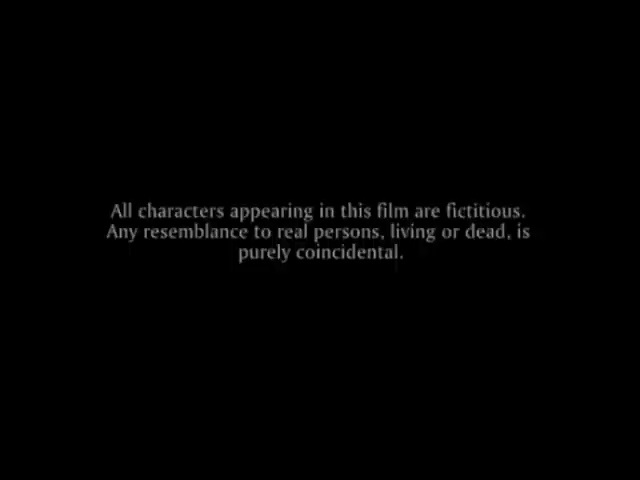 All characters appearing in this film are fictitious.
Any resemblance to real persons, living or dead, is
purely coincidental.